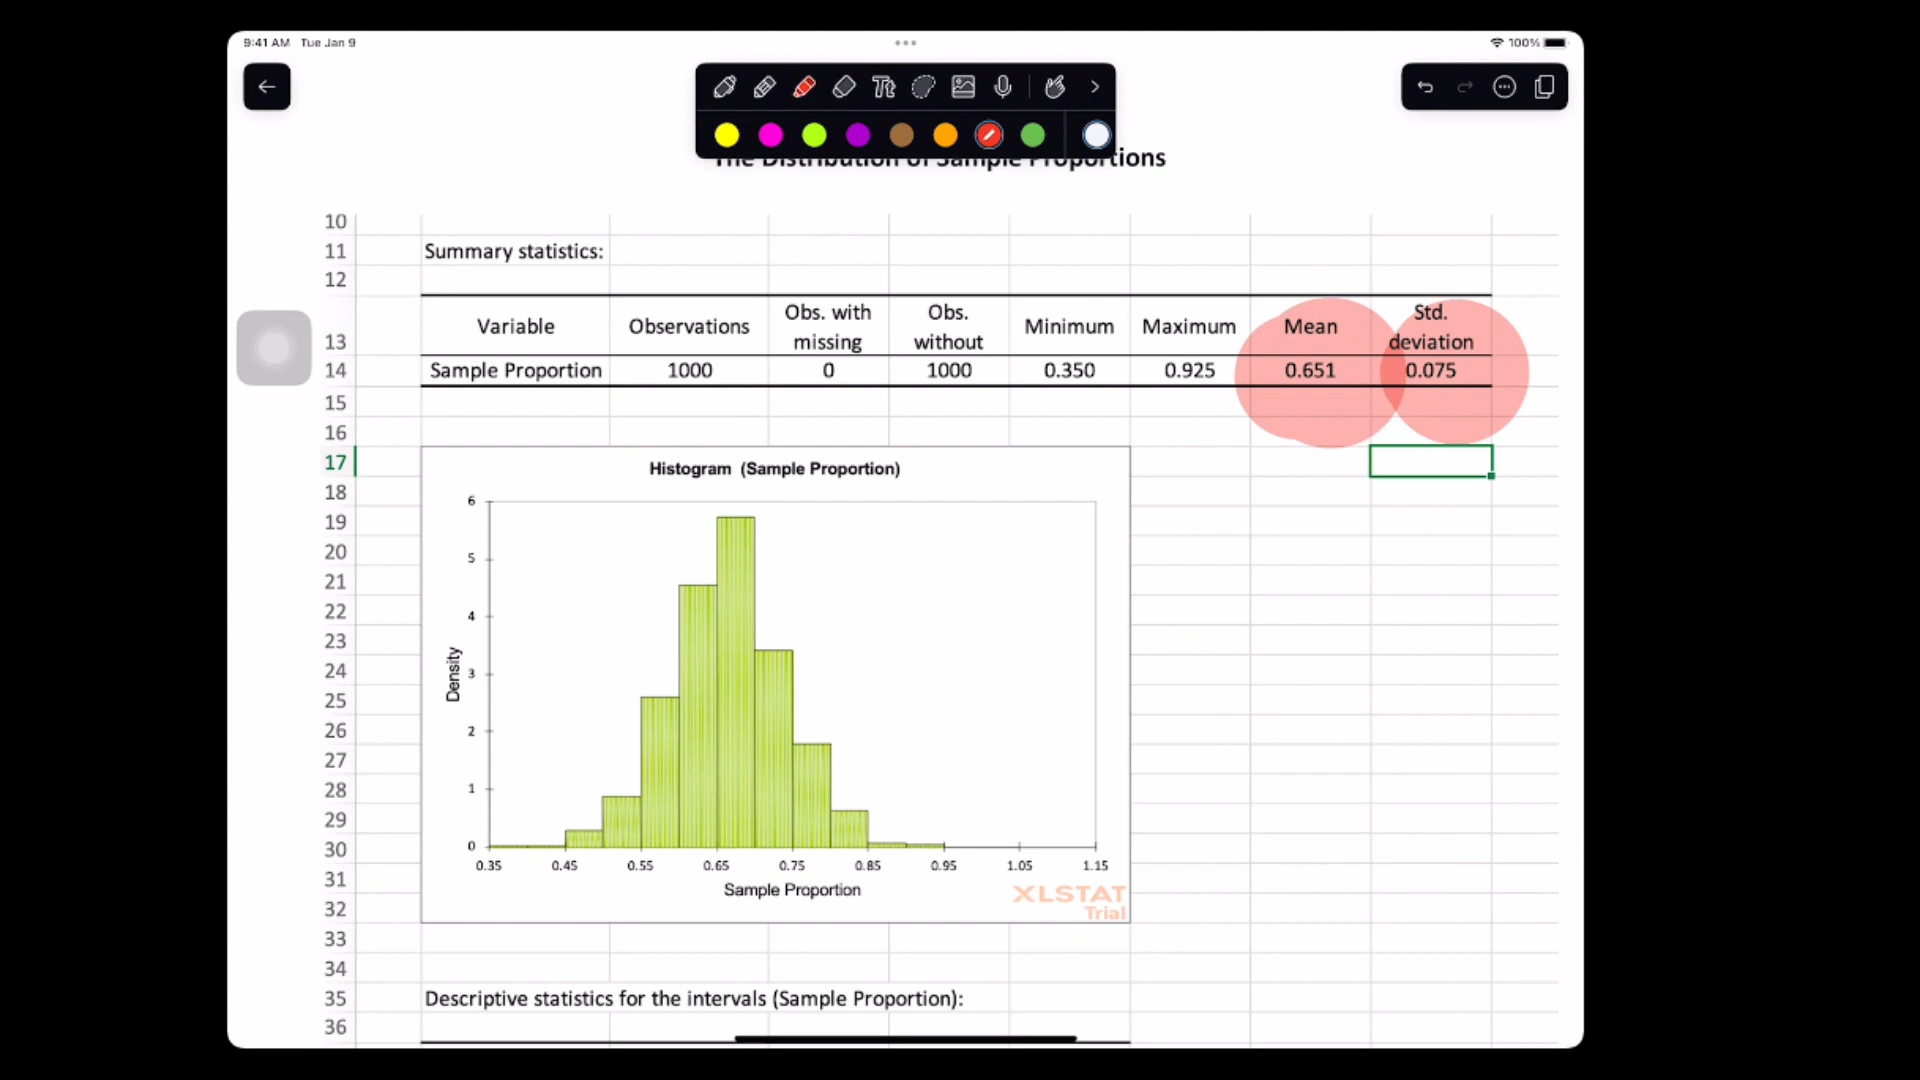 9:41 AM Tue Jan 9
100%
The Distribution of Sample Proportions
10
11 Summary statistics:
12
13 Variable Observations Obs. with missing Obs. without Minimum Maximum Mean Std. deviation
14 Sample Proportion 1000 0 1000 0.350 0.925 0.651 0.075
15
16
17
Histogram (Sample Proportion)
18
6
19
20
5
21
22
4
23
24
Density
3
25
26
2
27
28
1
29
30
0
0.35 0.45 0.55 0.65 0.75 0.85 0.95 1.05 1.15
31
Sample Proportion
XLSTAT
32
Trial
33
34
35 Descriptive statistics for the intervals (Sample Proportion):
36